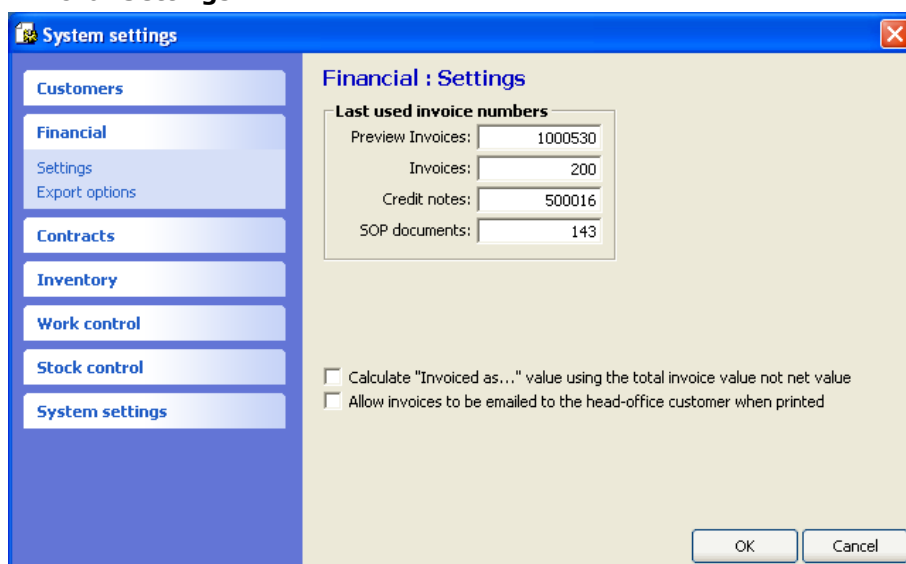 System settings
Customers
Financial
Settings
Export options
Contracts
Inventory
Work control
Stock control
System settings
Financial : Settings
Last used invoice numbers
Preview Invoices: 1000530
Invoices: 200
Credit notes: 500016
SOP documents: 143
Calculate "Invoiced as..." value using the total invoice value not net value
Allow invoices to be emailed to the head-office customer when printed
OK Cancel